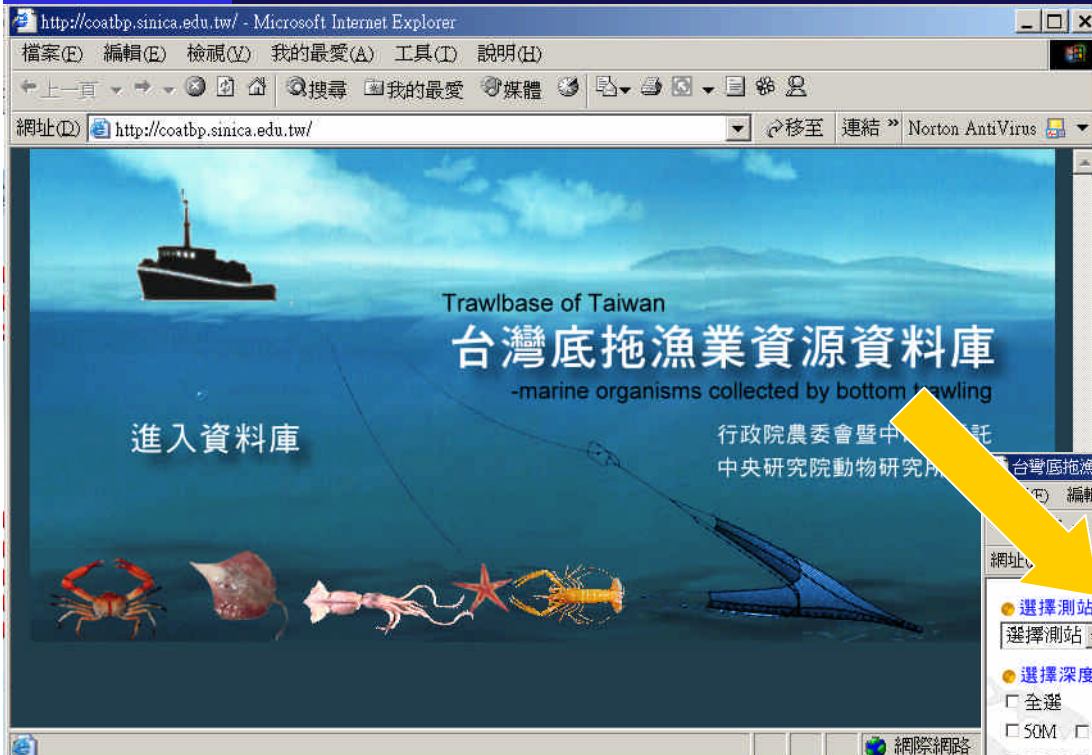 http://coatbp.sinica.edu.tw/ - Microsoft Internet Explorer
檔案(F) 編輯(E) 檢視(V) 我的最愛(A) 工具(T) 說明(H)
上一頁 搜尋 我的最愛 媒體
網址(D) http://coatbp.sinica.edu.tw/ 移至 連結 » Norton AntiVirus
Trawlbase of Taiwan
台灣底拖漁業資源資料庫
-marine organisms collected by bottom
進入資料庫
行政院農委會暨中
中央研究院動物研究所
網際網路
台灣底拖漁
(F) 編輯
網址
選擇測站
選擇測站
選擇深度
全選
50M